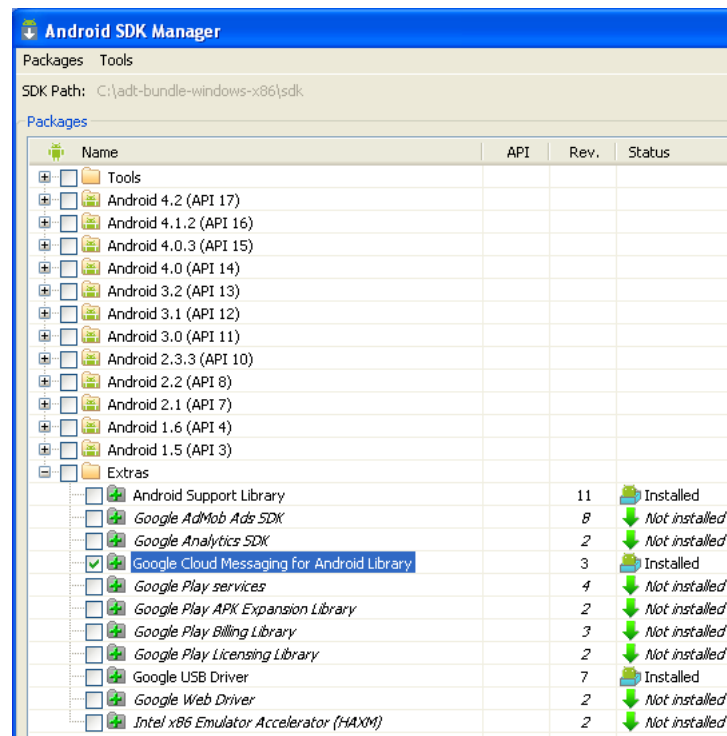 Android SDK Manager
Packages Tools
SDK Path: C:\adt-bundle-windows-x86\sdk
Packages
Name API Rev. Status
Tools
Android 4.2 (API 17)
Android 4.1.2 (API 16)
Android 4.0.3 (API 15)
Android 4.0 (API 14)
Android 3.2 (API 13)
Android 3.1 (API 12)
Android 3.0 (API 11)
Android 2.3.3 (API 10)
Android 2.2 (API 8)
Android 2.1 (API 7)
Android 1.6 (API 4)
Android 1.5 (API 3)
Extras
Android Support Library 11 Installed
Google AdMob Ads SDK 8 Not installed
Google Analytics SDK 2 Not installed
Google Cloud Messaging for Android Library 3 Installed
Google Play services 4 Not installed
Google Play APK Expansion Library 2 Not installed
Google Play Billing Library 3 Not installed
Google Play Licensing Library 2 Not installed
Google USB Driver 7 Installed
Google Web Driver 2 Not installed
Intel x86 Emulator Accelerator (HAXM) 2 Not installed